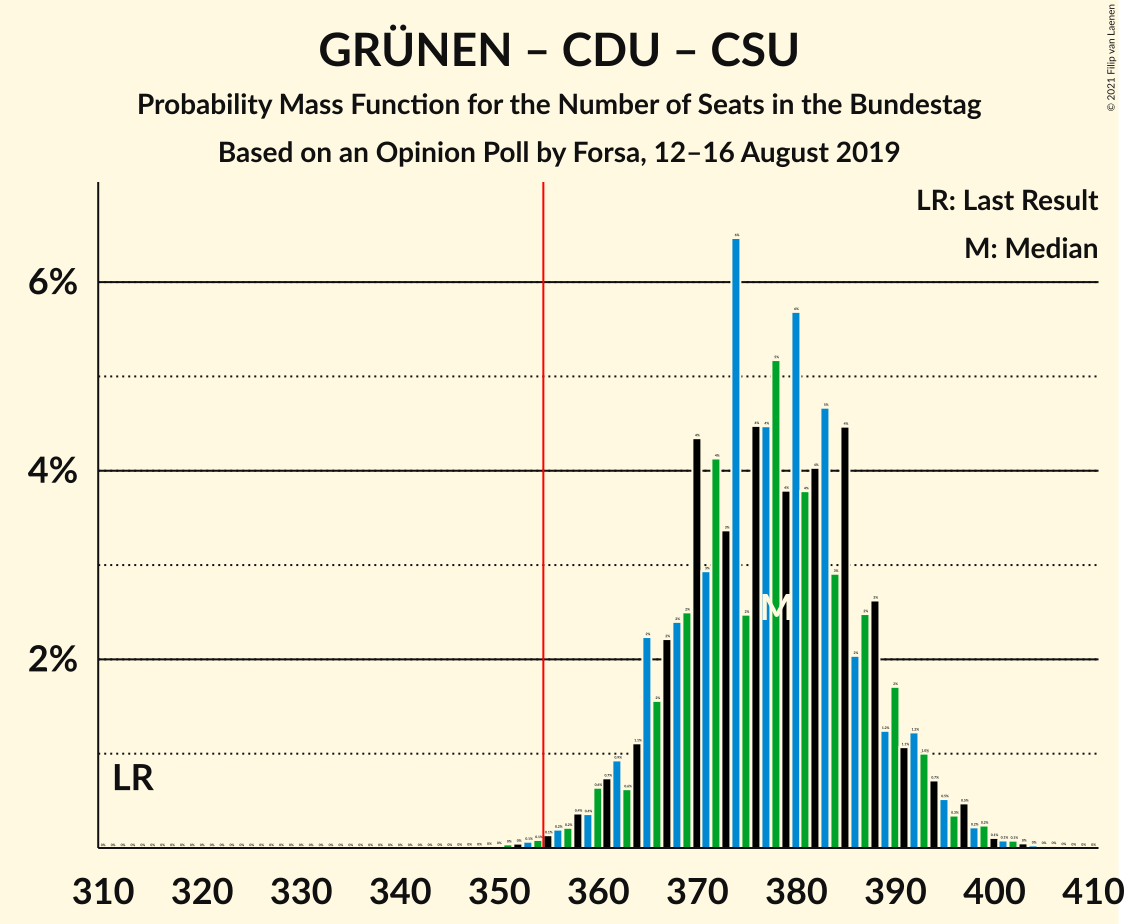 GRÜNEN – CDU – CSU
Probability Mass Function for the Number of Seats in the Bundestag
Based on an Opinion Poll by Forsa, 12–16 August 2019
© 2021 Filip van Laenen
LR: Last Result
M: Median
6%
4%
2%
LR
M
310 320 330 340 350 360 370 380 390 400 410